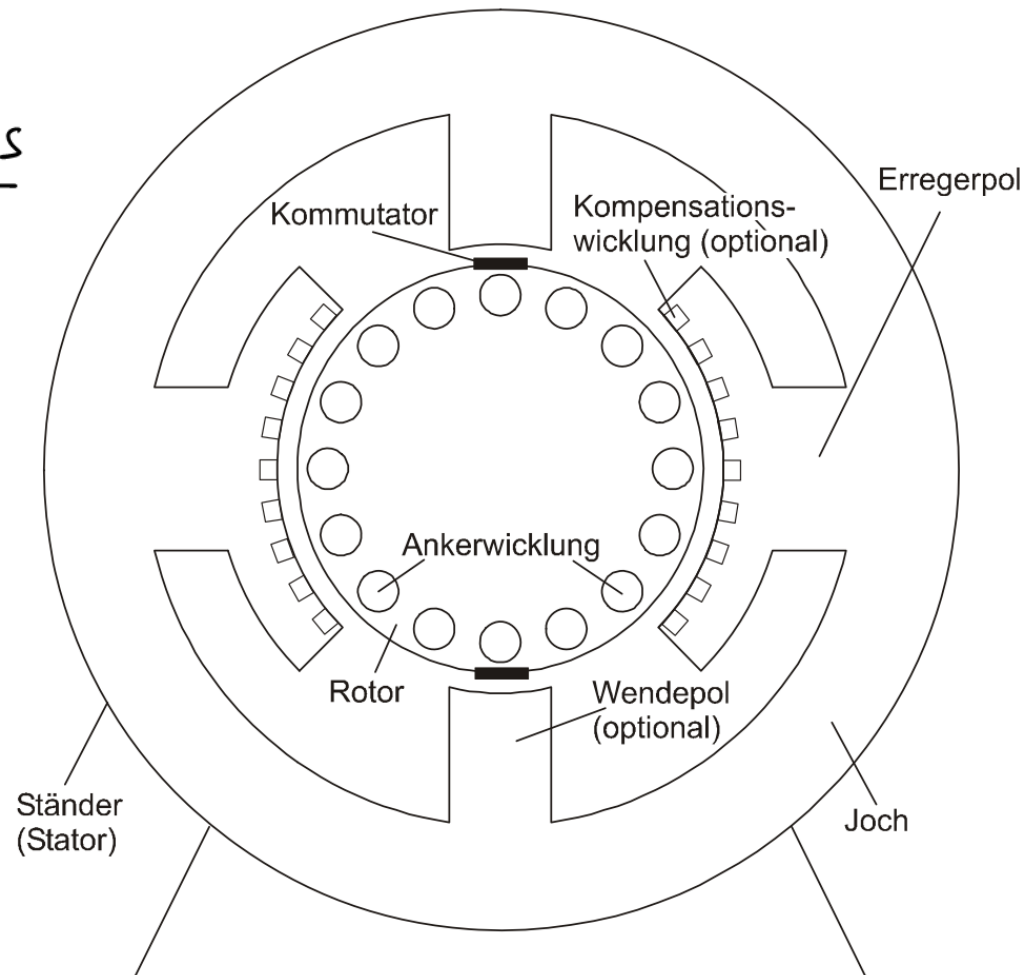 Erregerpol
Kommutator
Kompensations-
wicklung (optional)
Ankerwicklung
Rotor
Wendepol
(optional)
Ständer
(Stator)
Joch